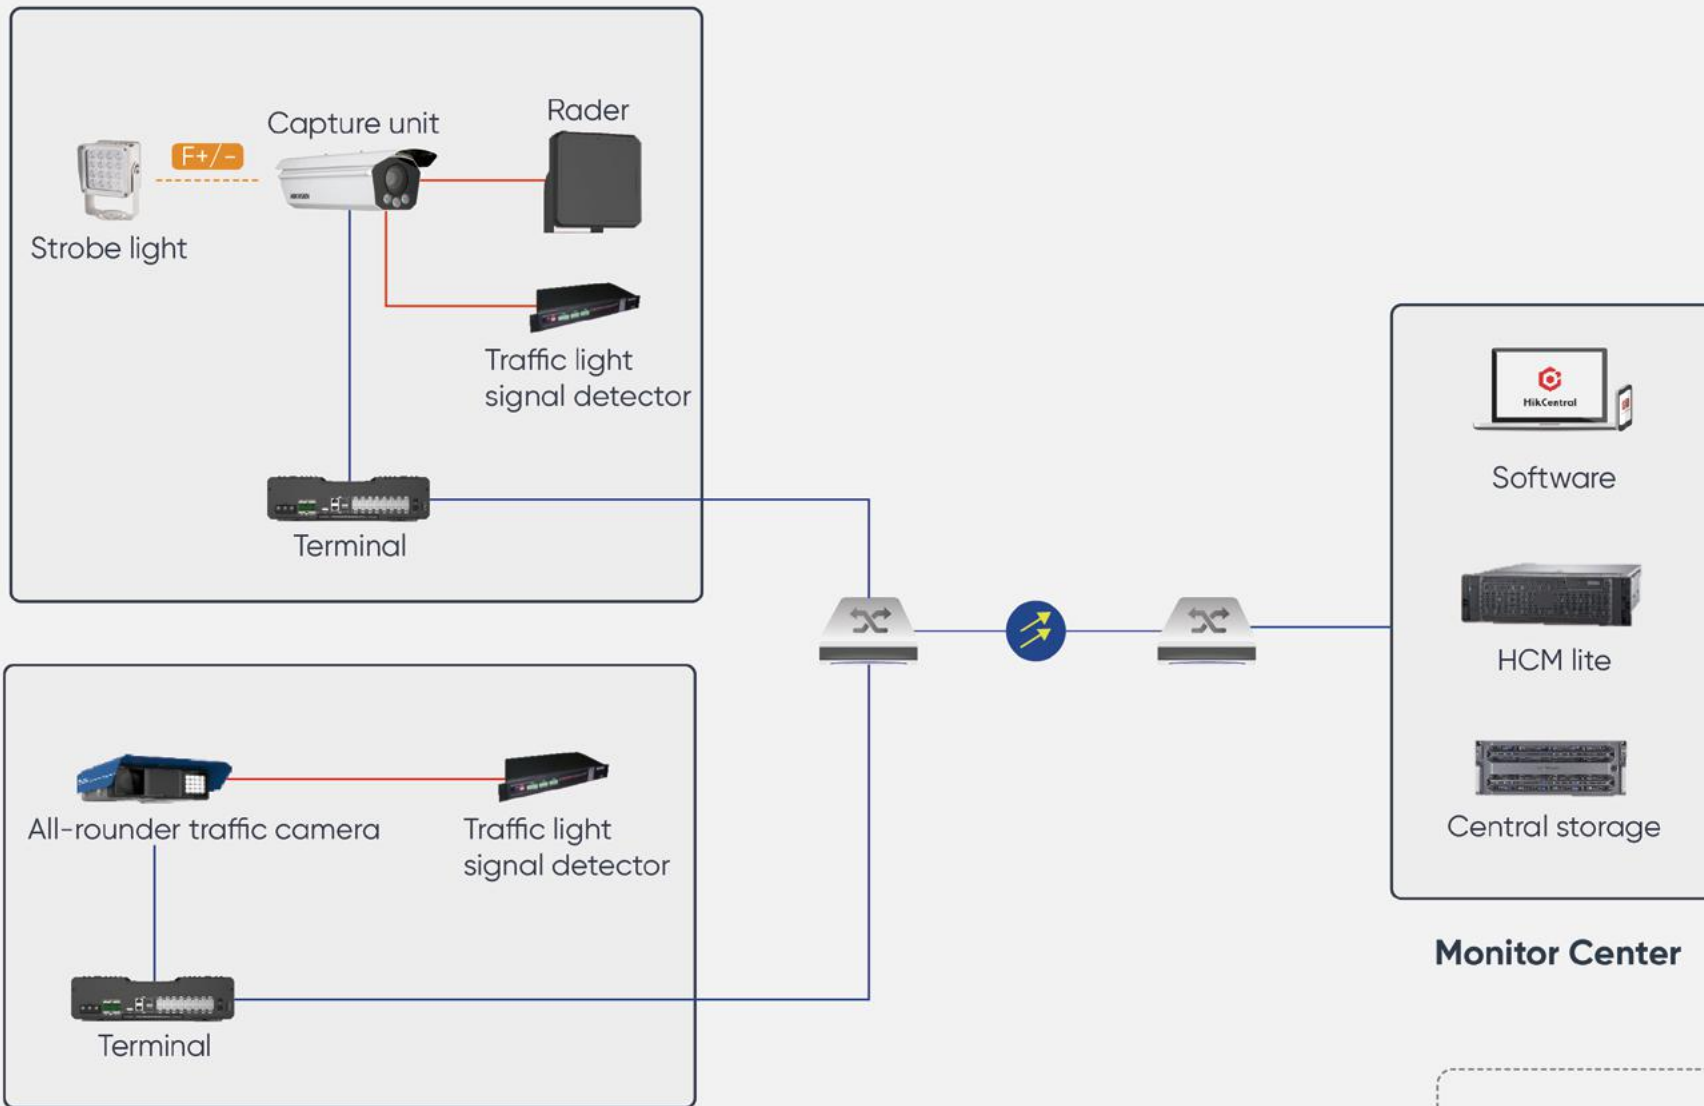 Capture unit
Rader
F+/-
HIKVISION
Strobe light
Traffic light
signal detector
Terminal
HikCentral
Software
HCM lite
Central storage
Monitor Center
All-rounder traffic camera
Traffic light
signal detector
Terminal